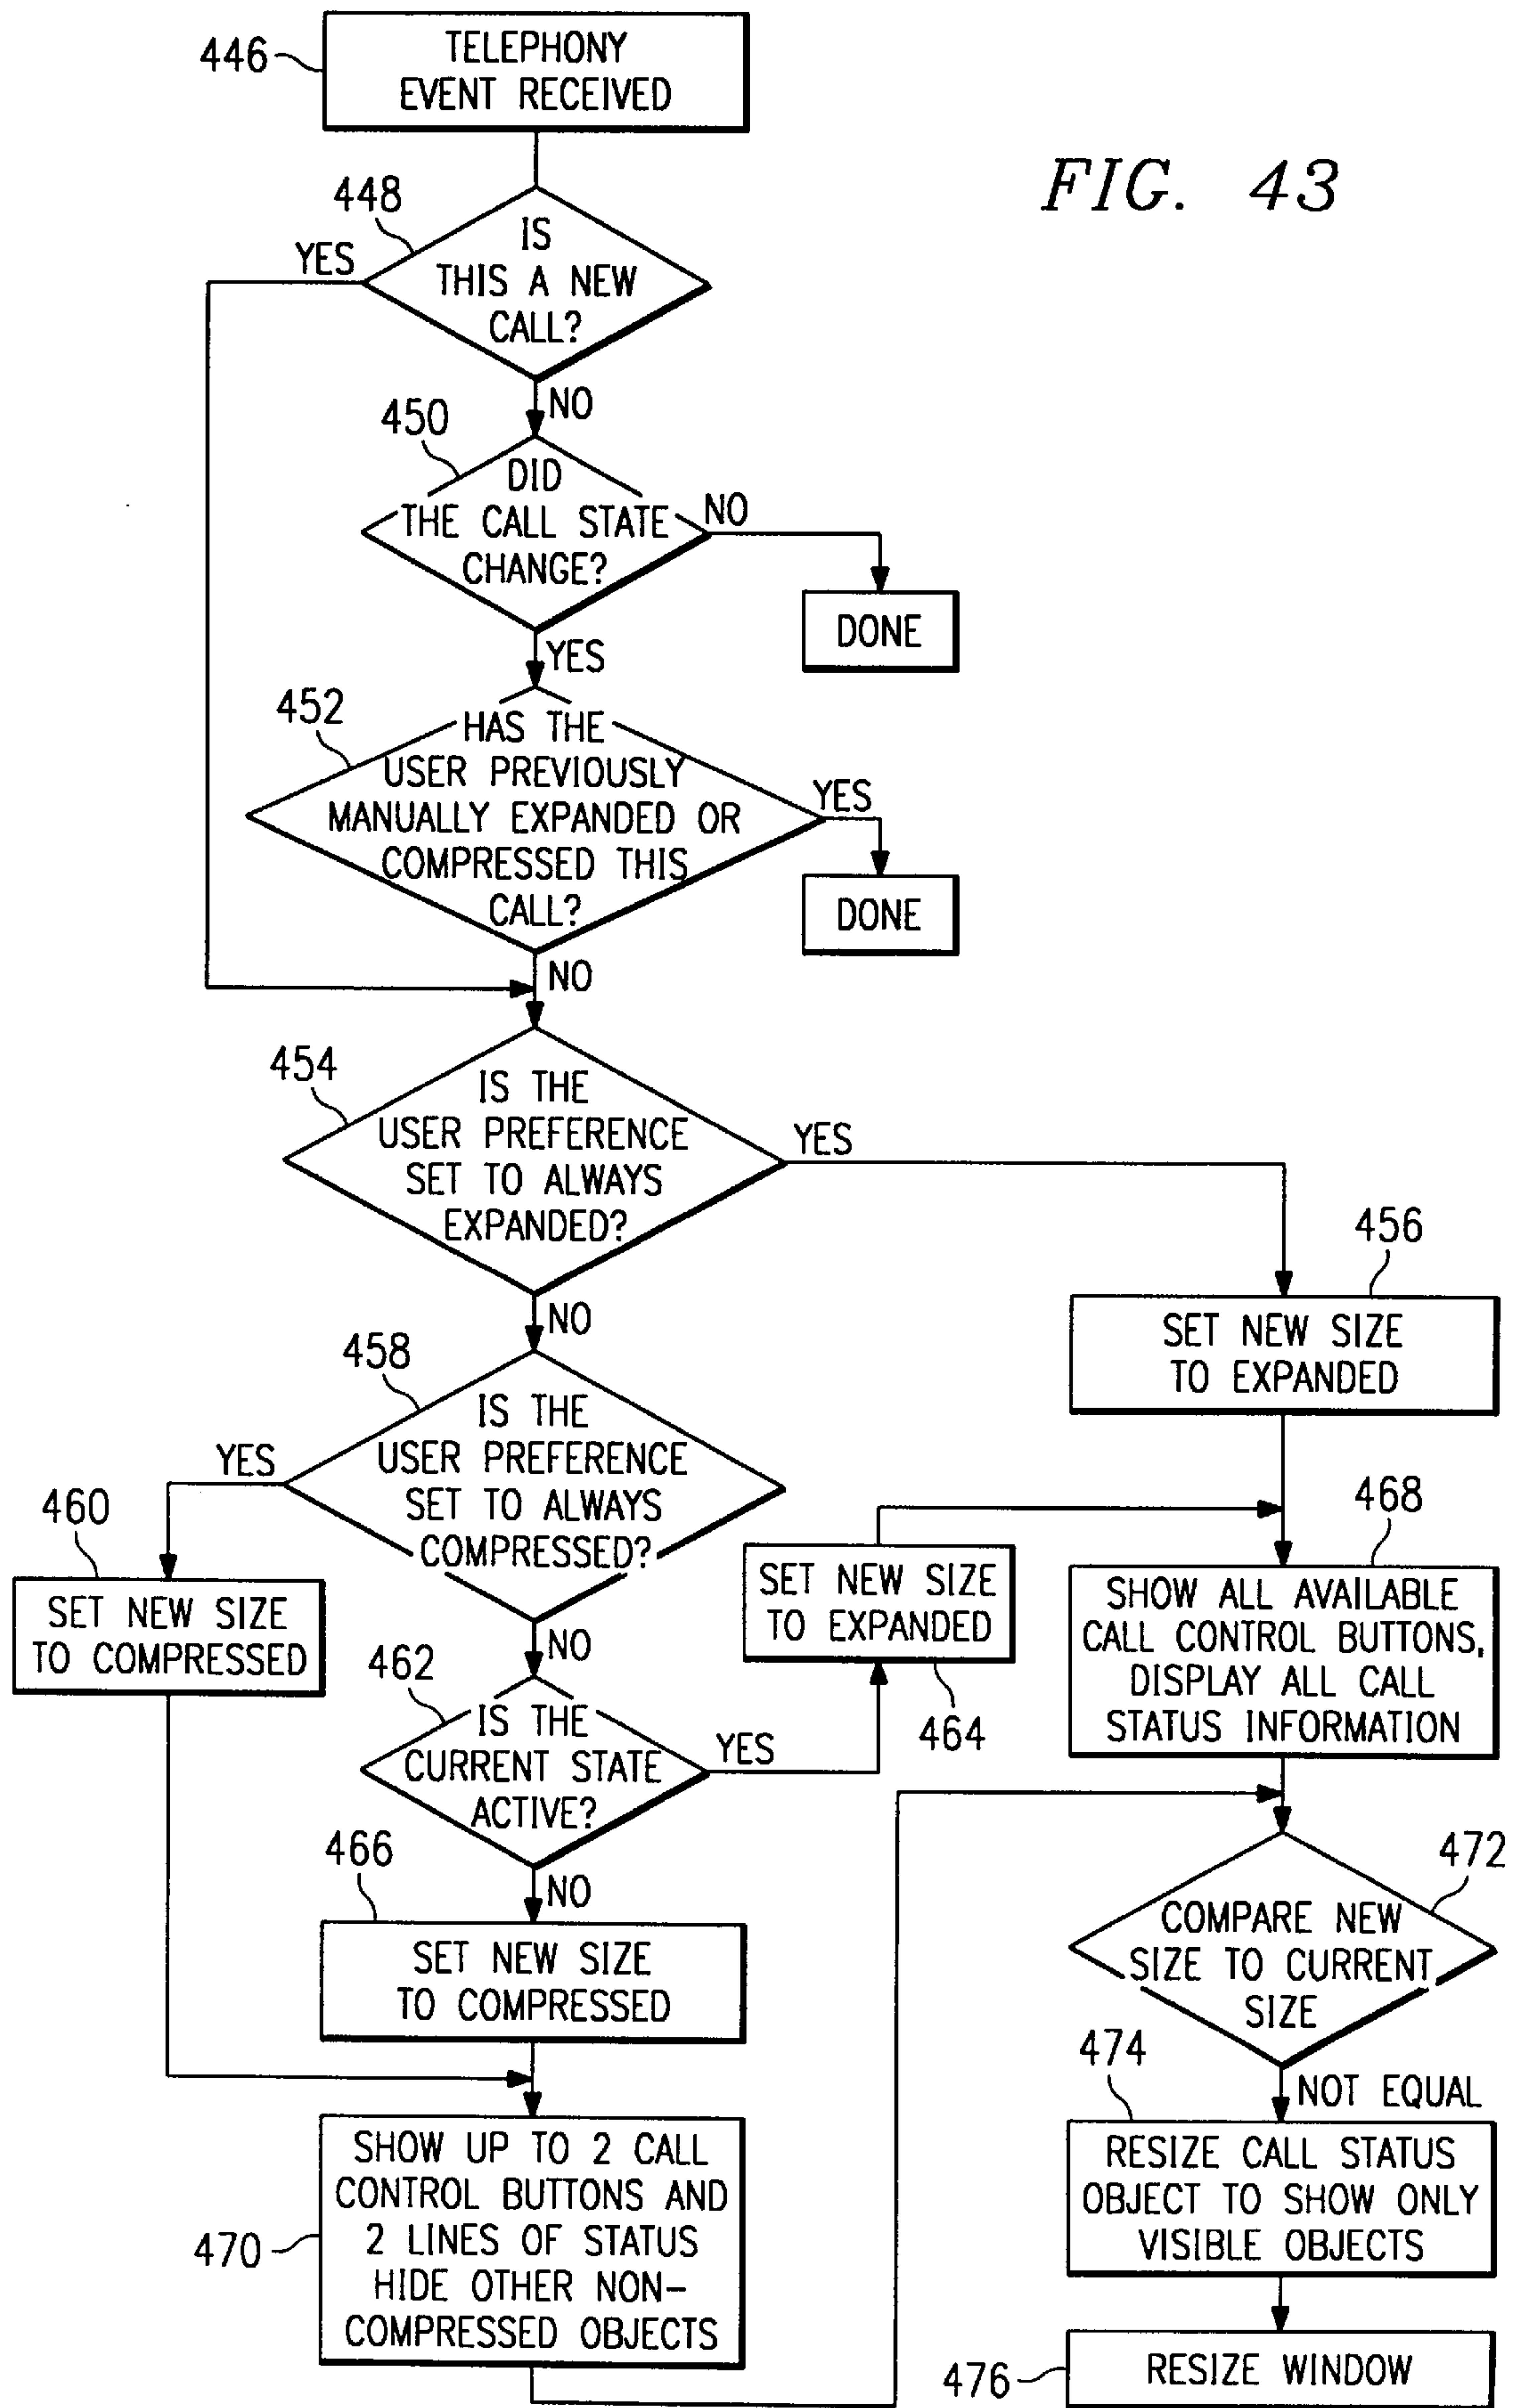 446
TELEPHONY
EVENT RECEIVED
FIG. 43
448
YES
IS
THIS A NEW
CALL?
NO
450
DID
THE CALL STATE
CHANGE?
NO
DONE
YES
452
HAS THE
USER PREVIOUSLY
MANUALLY EXPANDED OR
COMPRESSED THIS
CALL?
YES
DONE
NO
454
IS THE
USER PREFERENCE
SET TO ALWAYS
EXPANDED?
YES
456
SET NEW SIZE
TO EXPANDED
NO
458
IS THE
USER PREFERENCE
SET TO ALWAYS
COMPRESSED?
YES
460
SET NEW SIZE
TO COMPRESSED
NO
462
IS THE
CURRENT STATE
ACTIVE?
YES
SET NEW SIZE
TO EXPANDED
464
468
SHOW ALL AVAILABLE
CALL CONTROL BUTTONS,
DISPLAY ALL CALL
STATUS INFORMATION
NO
466
SET NEW SIZE
TO COMPRESSED
470
SHOW UP TO 2 CALL
CONTROL BUTTONS AND
2 LINES OF STATUS
HIDE OTHER NON-
COMPRESSED OBJECTS
472
COMPARE NEW
SIZE TO CURRENT
SIZE
NOT EQUAL
474
RESIZE CALL STATUS
OBJECT TO SHOW ONLY
VISIBLE OBJECTS
476
RESIZE WINDOW